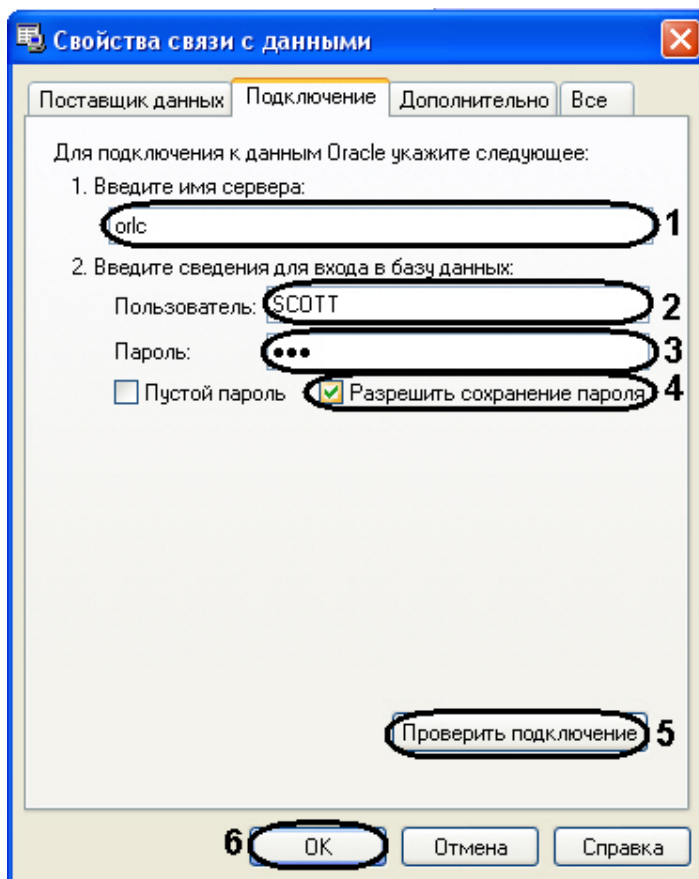 Свойства связи с данными
Поставщик данных Подключение Дополнительно Все
Для подключения к данным Oracle укажите следующее:
1. Введите имя сервера:
orlc 1
2. Введите сведения для входа в базу данных:
Пользователь: SCOTT 2
Пароль: ●●● 3
Пустой пароль Разрешить сохранение пароля 4
Проверить подключение 5
6 OK Отмена Справка